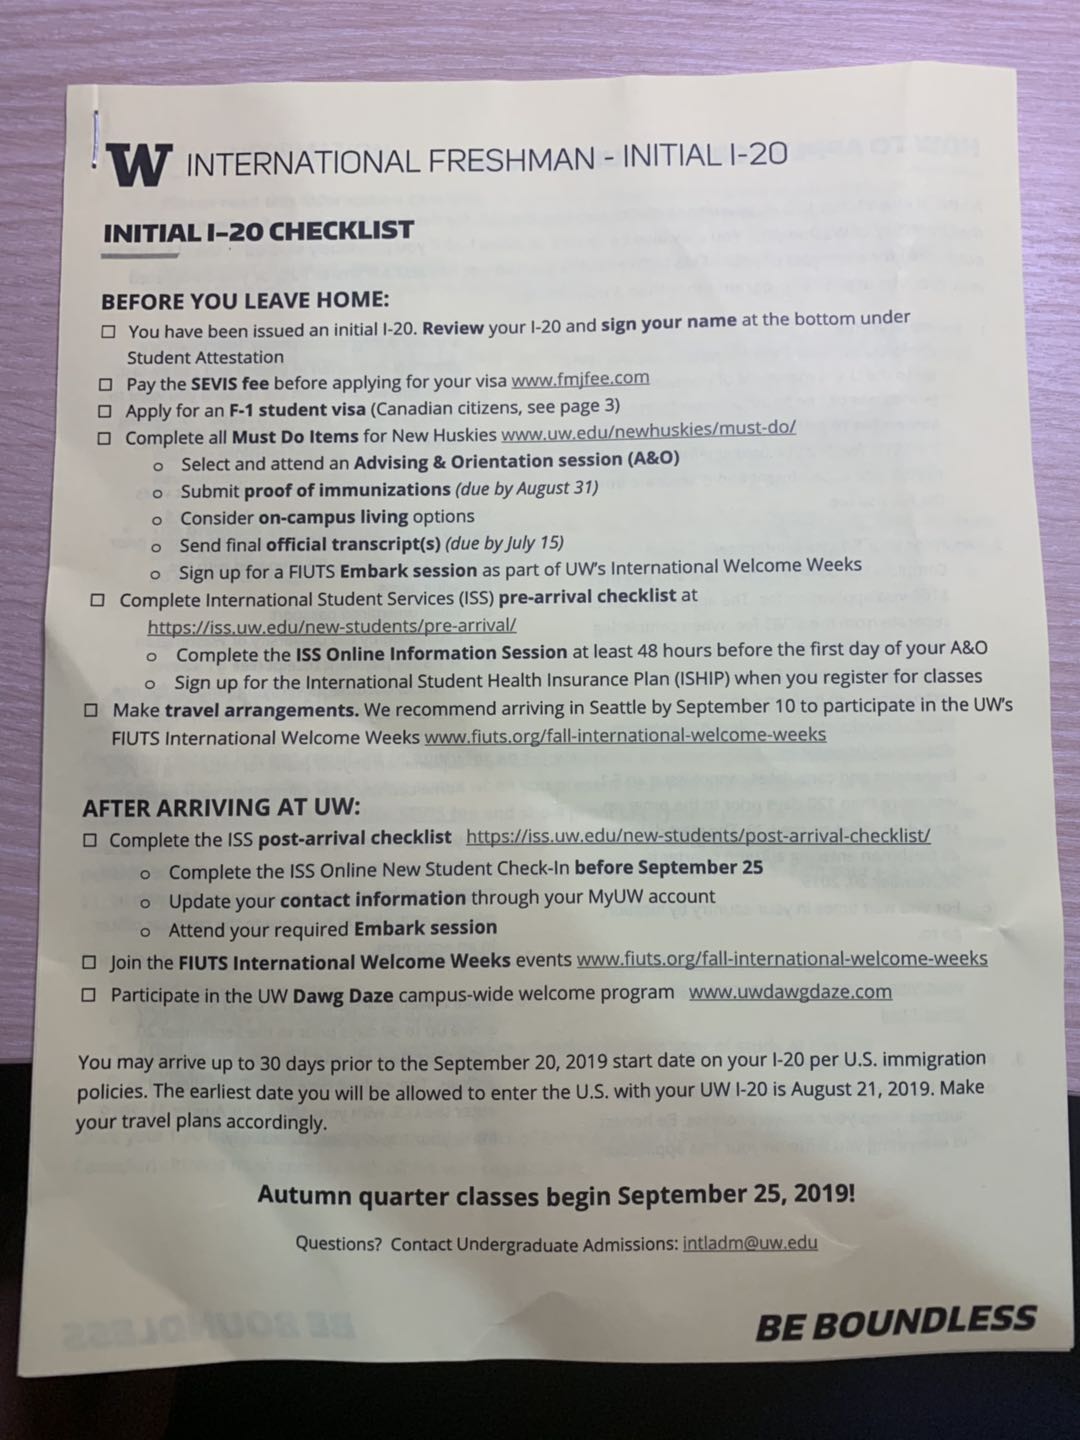 W INTERNATIONAL FRESHMAN - INITIAL I-20
INITIAL I-20 CHECKLIST
BEFORE YOU LEAVE HOME:
☐ You have been issued an initial I-20. Review your I-20 and sign your name at the bottom under
Student Attestation
☐ Pay the SEVIS fee before applying for your visa www.fmjfee.com
☐ Apply for an F-1 student visa (Canadian citizens, see page 3)
☐ Complete all Must Do Items for New Huskies www.uw.edu/newhuskies/must-do/
o Select and attend an Advising & Orientation session (A&O)
o Submit proof of immunizations (due by August 31)
o Consider on-campus living options
o Send final official transcript(s) (due by July 15)
o Sign up for a FIUTS Embark session as part of UW's International Welcome Weeks
☐ Complete International Student Services (ISS) pre-arrival checklist at
https://iss.uw.edu/new-students/pre-arrival/
o Complete the ISS Online Information Session at least 48 hours before the first day of your A&O
o Sign up for the International Student Health Insurance Plan (ISHIP) when you register for classes
☐ Make travel arrangements. We recommend arriving in Seattle by September 10 to participate in the UW's
FIUTS International Welcome Weeks www.fiuts.org/fall-international-welcome-weeks
AFTER ARRIVING AT UW:
☐ Complete the ISS post-arrival checklist https://iss.uw.edu/new-students/post-arrival-checklist/
o Complete the ISS Online New Student Check-In before September 25
o Update your contact information through your MyUW account
o Attend your required Embark session
☐ Join the FIUTS International Welcome Weeks events www.fiuts.org/fall-international-welcome-weeks
☐ Participate in the UW Dawg Daze campus-wide welcome program www.uwdawgdaze.com
You may arrive up to 30 days prior to the September 20, 2019 start date on your I-20 per U.S. immigration
policies. The earliest date you will be allowed to enter the U.S. with your UW I-20 is August 21, 2019. Make
your travel plans accordingly.
Autumn quarter classes begin September 25, 2019!
Questions? Contact Undergraduate Admissions: intladm@uw.edu
BE BOUNDLESS